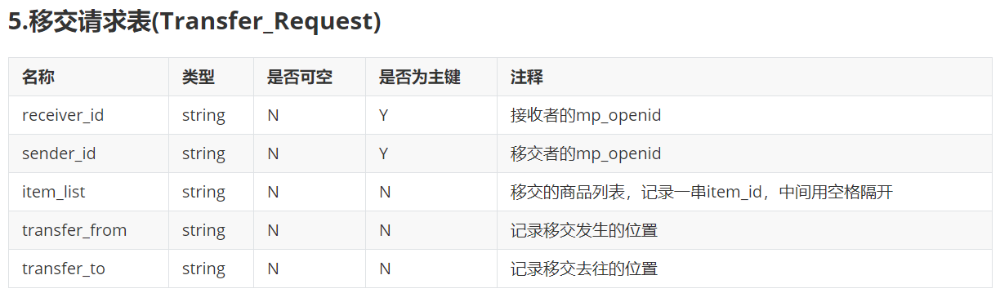 5.移交请求表(Transfer_Request)
名称 类型 是否可空 是否为主键 注释
receiver_id string N Y 接收者的mp_openid
sender_id string N Y 移交者的mp_openid
item_list string N N 移交的商品列表，记录一串item_id，中间用空格隔开
transfer_from string N N 记录移交发生的位置
transfer_to string N N 记录移交去往的位置